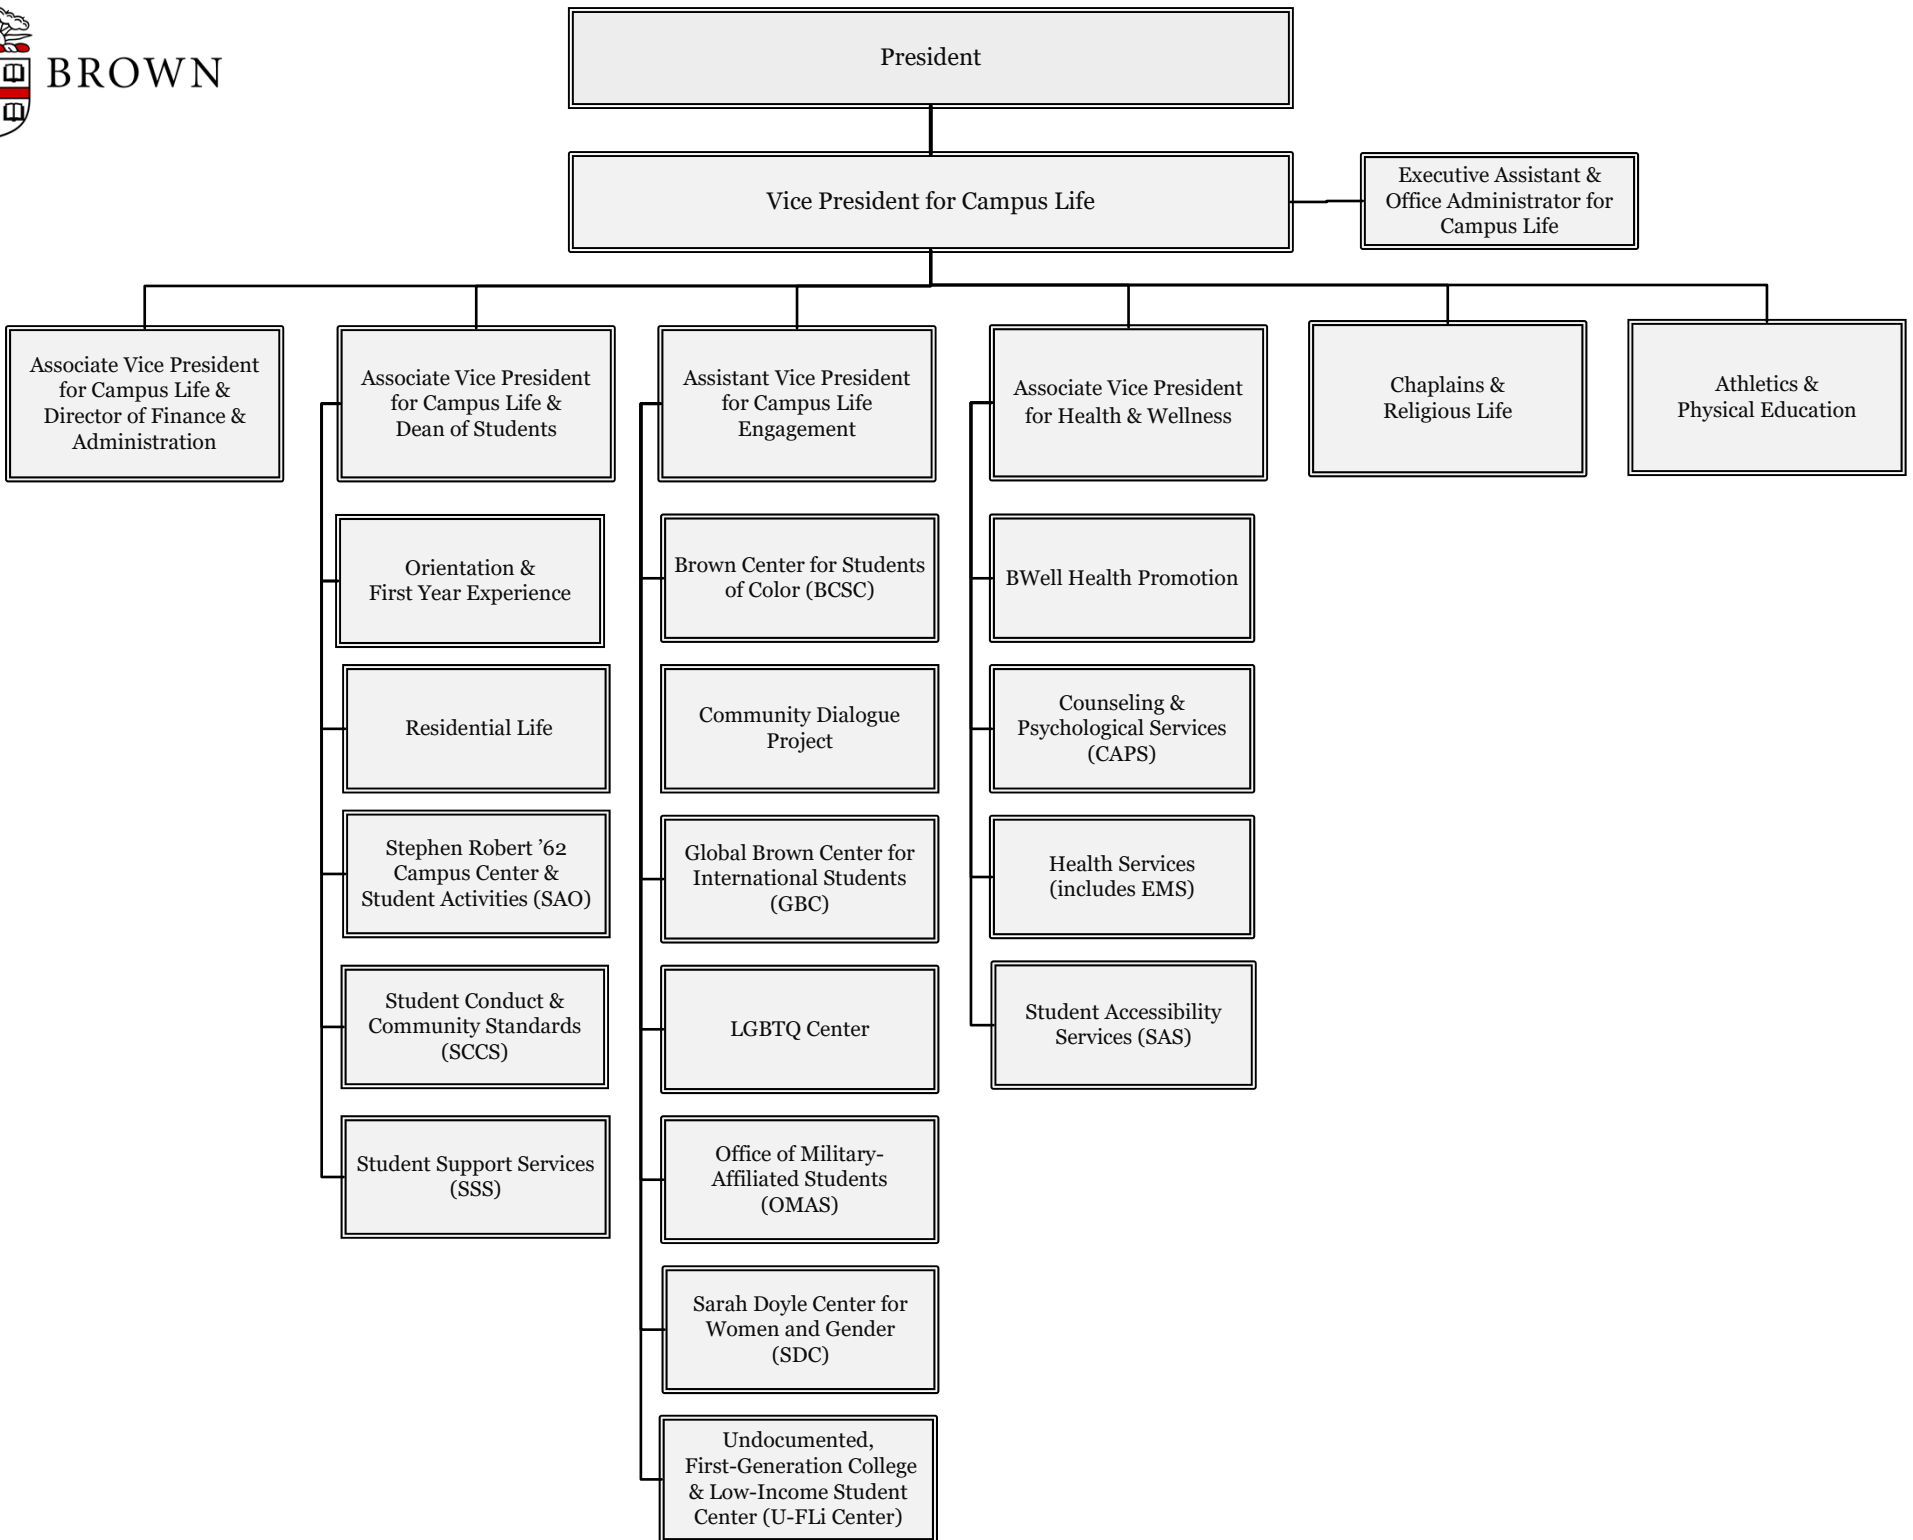 BROWN
President
Vice President for Campus Life
Executive Assistant &
Office Administrator for
Campus Life
Associate Vice President
for Campus Life &
Director of Finance &
Administration
Associate Vice President
for Campus Life &
Dean of Students
Assistant Vice President
for Campus Life
Engagement
Associate Vice President
for Health & Wellness
Chaplains &
Religious Life
Athletics &
Physical Education
Orientation &
First Year Experience
Residential Life
Stephen Robert ’62
Campus Center &
Student Activities (SAO)
Student Conduct &
Community Standards
(SCCS)
Student Support Services
(SSS)
Brown Center for Students
of Color (BCSC)
Community Dialogue
Project
Global Brown Center for
International Students
(GBC)
LGBTQ Center
Office of Military-
Affiliated Students
(OMAS)
Sarah Doyle Center for
Women and Gender
(SDC)
Undocumented,
First-Generation College
& Low-Income Student
Center (U-FLi Center)
BWell Health Promotion
Counseling &
Psychological Services
(CAPS)
Health Services
(includes EMS)
Student Accessibility
Services (SAS)